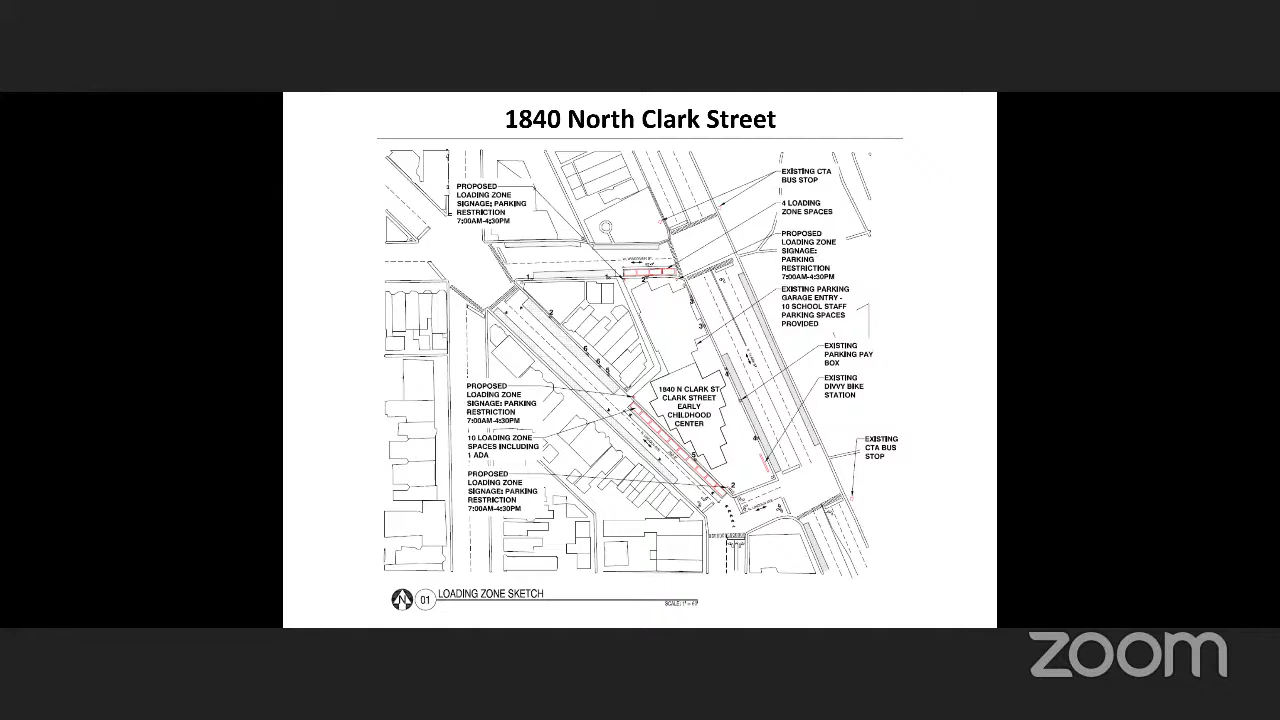 1840 North Clark Street
PROPOSED
LOADING ZONE
SIGNAGE; PARKING
RESTRICTION
7:00AM-4:30PM
EXISTING CTA
BUS STOP
4 LOADING
ZONE SPACES
PROPOSED
LOADING ZONE
SIGNAGE:
PARKING
RESTRICTION
7:00AM-4:30PM
EXISTING PARKING
GARAGE ENTRY -
10 SCHOOL STAFF
PARKING SPACES
PROVIDED
EXISTING
PARKING PAY
BOX
EXISTING
DIVVY BIKE
STATION
1840 N CLARK ST
CLARK STREET
EARLY
CHILDHOOD
CENTER
PROPOSED
LOADING ZONE
SIGNAGE: PARKING
RESTRICTION
7:00AM-4:30PM
10 LOADING ZONE
SPACES INCLUDING
1 ADA
PROPOSED
LOADING ZONE
SIGNAGE: PARKING
RESTRICTION
7:00AM-4:30PM
EXISTING
CTA BUS
STOP
N
01
LOADING ZONE SKETCH
zoom